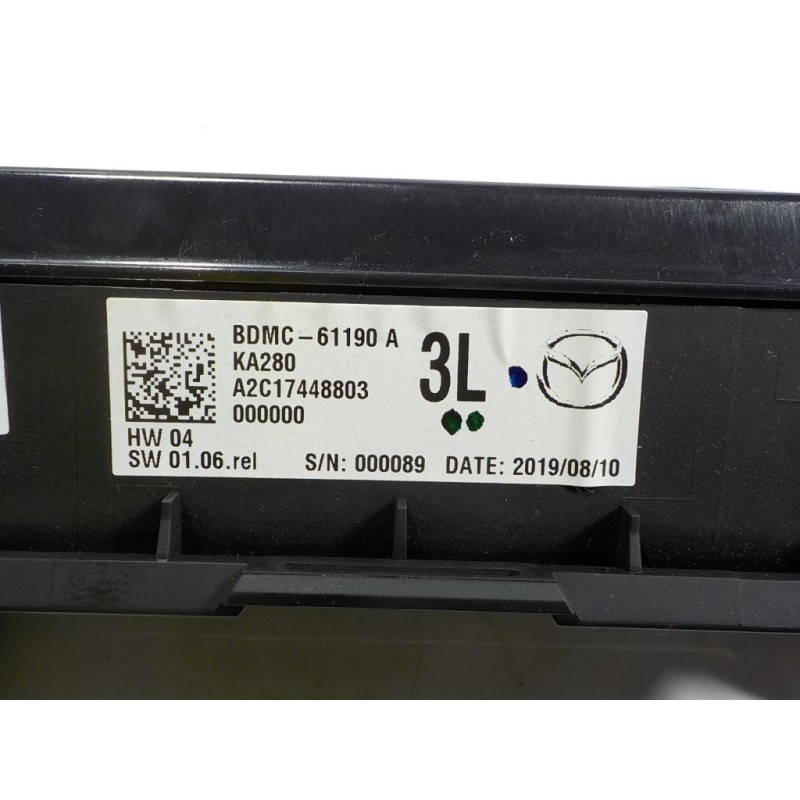 BDMC-61190 A
KA280
A2C17448803
000000
3L
HW 04
SW 01.06.rel S/N: 000089 DATE: 2019/08/10